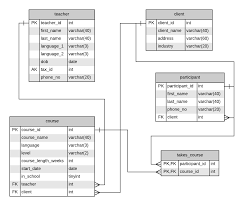 teacher
PK teacher_id int
first_name varchar(40)
last_name varchar(40)
language_1 varchar(3)
language_2 varchar(3)
dob date
AK tax_id int
phone_no varchar(20)
client
PK client_id int
client_name varchar(40)
address varchar(60)
industry varchar(20)
participant
PK participant_id int
first_name varchar(40)
last_name varchar(40)
phone_no varchar(20)
FK client int
course
PK course_id int
course_name varchar(40)
language varchar(3)
level varchar(2)
course_length_weeks int
start_date date
in_school tinyint
FK teacher int
FK client int
takes_course
PK, FK participant_id int
PK, FK course_id int